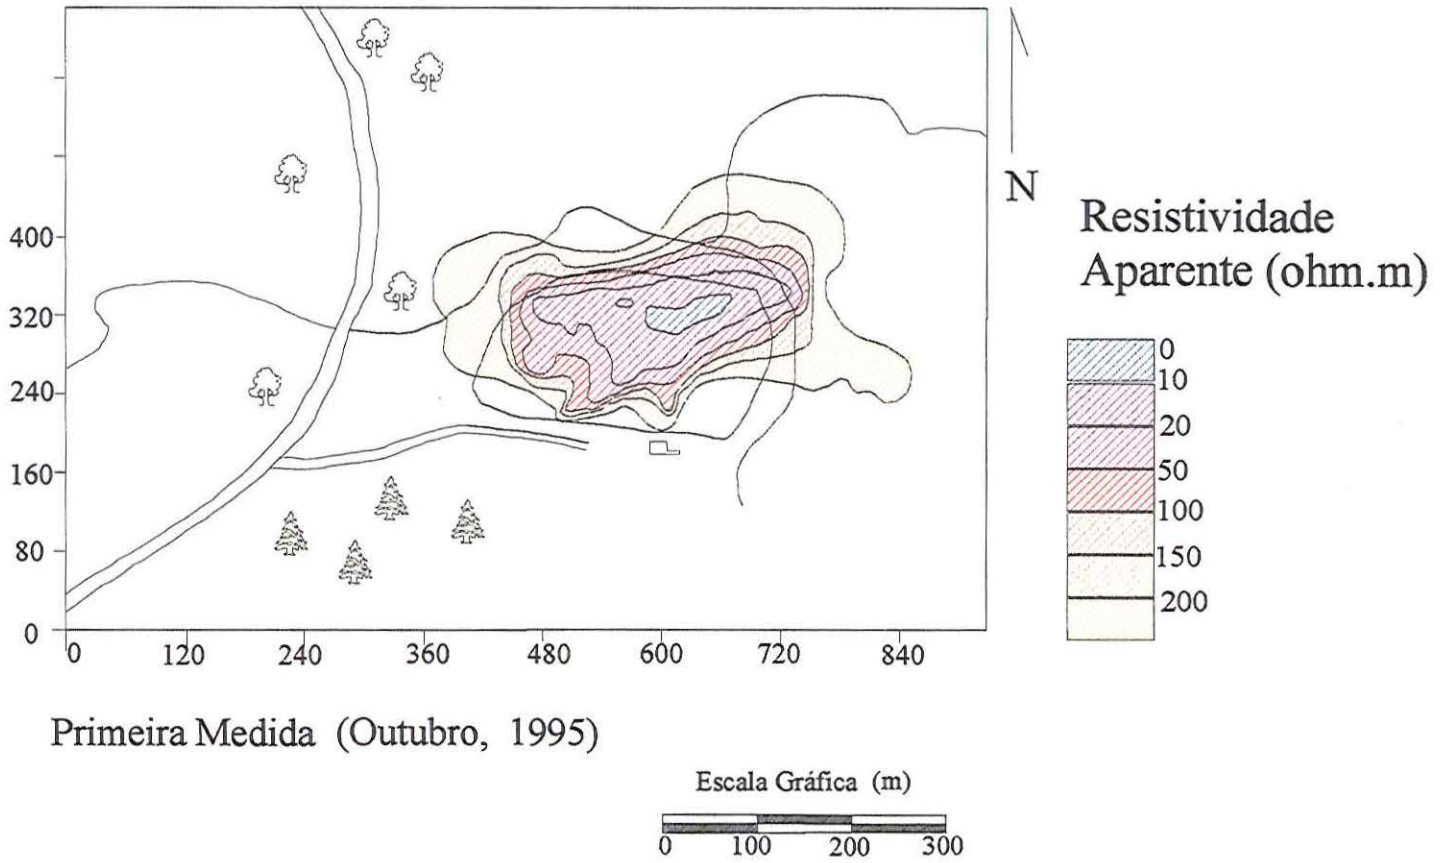 N
Resistividade
Aparente (ohm.m)
400
320
240
160
80
0
0 120 240 360 480 600 720 840
0
10
20
50
100
150
200
Primeira Medida (Outubro, 1995)
Escala Gráfica (m)
0 100 200 300